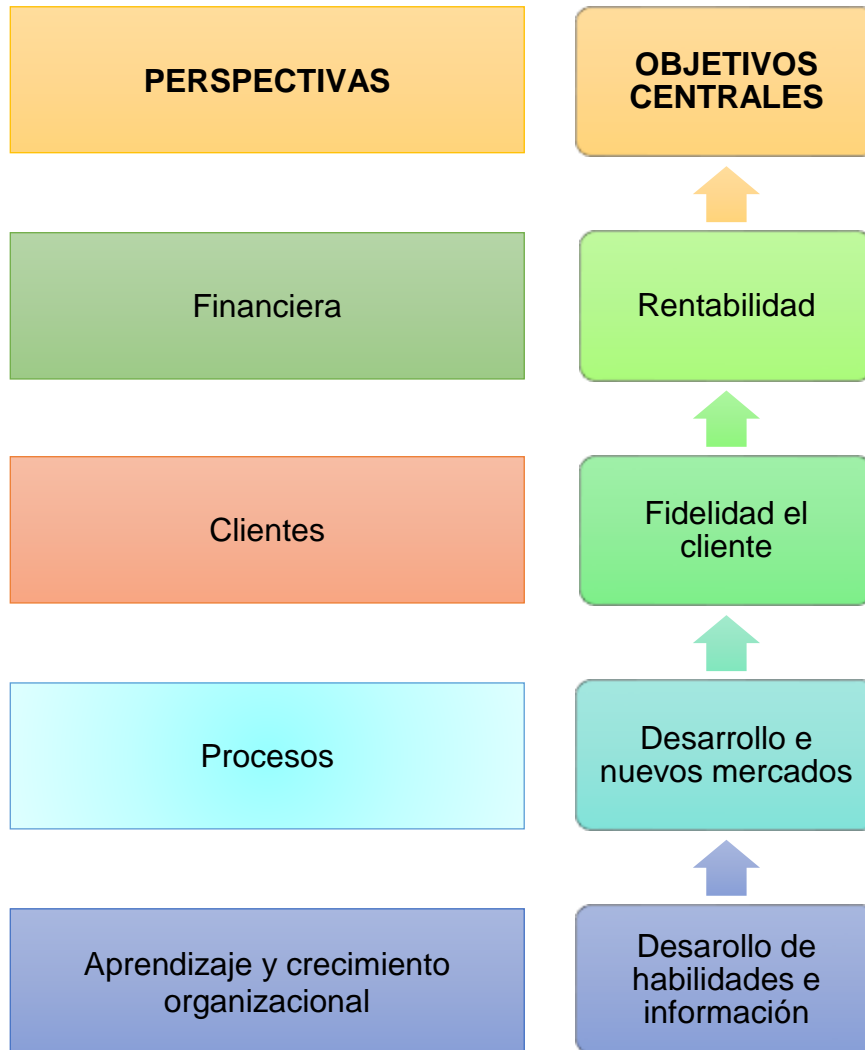 PERSPECTIVAS
OBJETIVOS
CENTRALES
Financiera
Rentabilidad
Clientes
Fidelidad el
cliente
Procesos
Desarrollo e
nuevos mercados
Aprendizaje y crecimiento
organizacional
Desarollo de
habilidades e
información